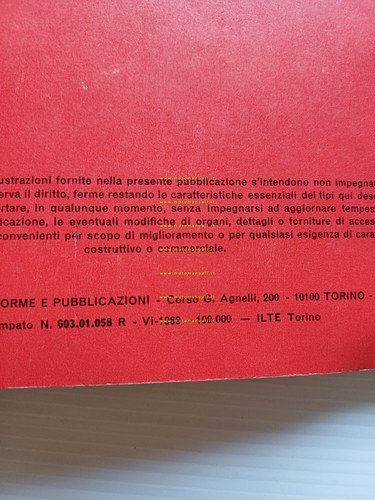 ustrazioni fornite nella presente pubblicazione s'intendono non impegnat
erva il diritto, ferme restando le caratteristiche essenziali dei tipi qui desc
rtare, in qualunque momento, senza impegnarsi ad aggiornare tempes
icazione, le eventuali modifiche di organi, dettagli o forniture di acces
convenienti per scopo di miglioramento o per qualsiasi esigenza di cara
costruttivo o commerciale.
ORME E PUBBLICAZIONI - Corso G. Agnelli, 200 - 10100 TORINO -
mpato N. 603.01.058 R - VI-1969 - 100.000 — ILTE Torino